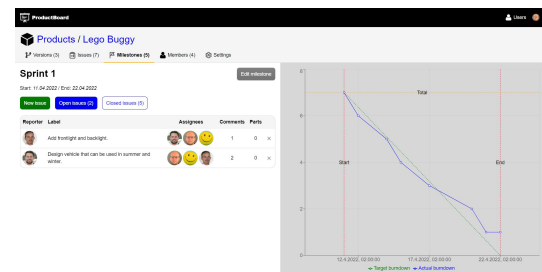 ProductBoard
Users
Products / Lego Buggy
Versions (3) Issues (7) Milestones (5) Members (4) Settings
Sprint 1
Edit milestone
Start: 11.04.2022 / End: 22.04.2022
New issue Open issues (2) Closed issues (5)
Reporter Label Assignees Comments Parts
Add frontlight and backlight. 1 0 ×
Design vehicle that can be used in summer and
winter. 2 0 ×
8
Total
6
4
Start
End
2
0
12.4.2022, 02:00:00 17.4.2022, 02:00:00 22.4.2022, 02:00:00
Target burndown Actual burndown